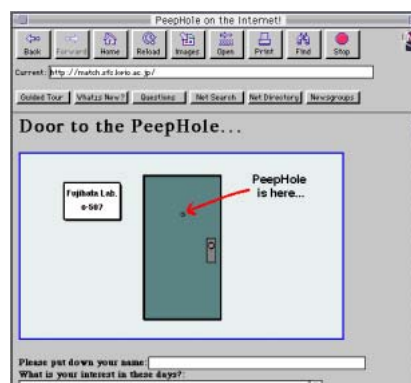 PeepHole on the Internet!
Back Forward Home Reload Images Open Print Find Stop
Current: http://match.sfc.keio.ac.jp/
Guided Tour What's New? Questions Net Search Net Directory Newsgroups
Door to the PeepHole...
Fujihata Lab.
o-507
PeepHole
is here...
Please put down your name:
What is your interest in these days?: